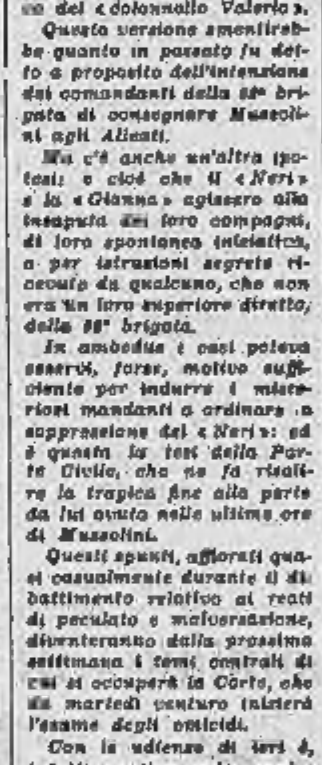 del « colonnello Valerio ».
Questa versione smentireb-
be quanto in passato fu det-
to a proposito dell'intenzione
dei comandanti della 52ª bri-
gata di consegnare Mussoli-
ni agli Alleati.
Ma c'è anche un'altra ipo-
tesi: e cioè che il « Neri »
e la « Gianna » agissero alla
insaputa dei loro compagni,
di loro spontanea iniziativa,
o per istruzioni segrete ri-
cevute da qualcuno, che non
era un loro superiore diretto,
della 52ª brigata.
In ambedue i casi poteva
esservi, forse, motivo suffi-
ciente per indurre i miste-
riosi mandanti a ordinare la
soppressione del « Neri »: ed
è questa la tesi della Par-
te Civile, che ne fa risali-
re la tragica fine alla parte
da lui avuta nelle ultime ore
di Mussolini.
Questi spunti, affiorati qua-
si casualmente durante il di-
battimento relativo ai reati
di peculato e malversazione,
diventeranno dalla prossima
settimana i temi centrali di
cui si occuperà la Corte, che
da martedì venturo inizierà
l'esame degli omicidi.
Con la udienza di ieri è,